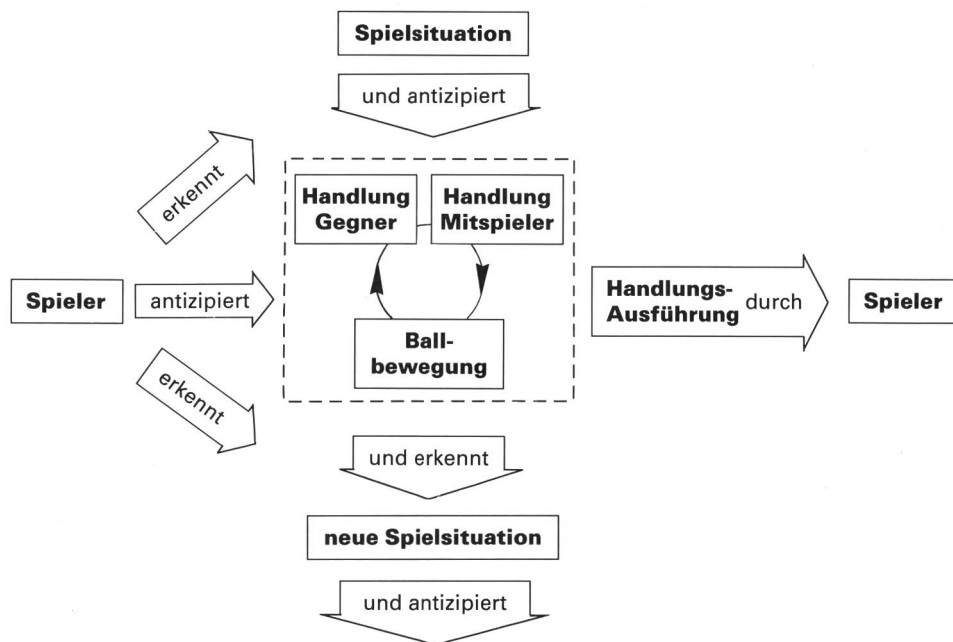 Spielsituation
und antizipiert
erkennt
Handlung
Gegner
Handlung
Mitspieler
Spieler
antizipiert
Handlungs-
Ausführung
durch
Spieler
Ball-
bewegung
erkennt
und erkennt
neue Spielsituation
und antizipiert